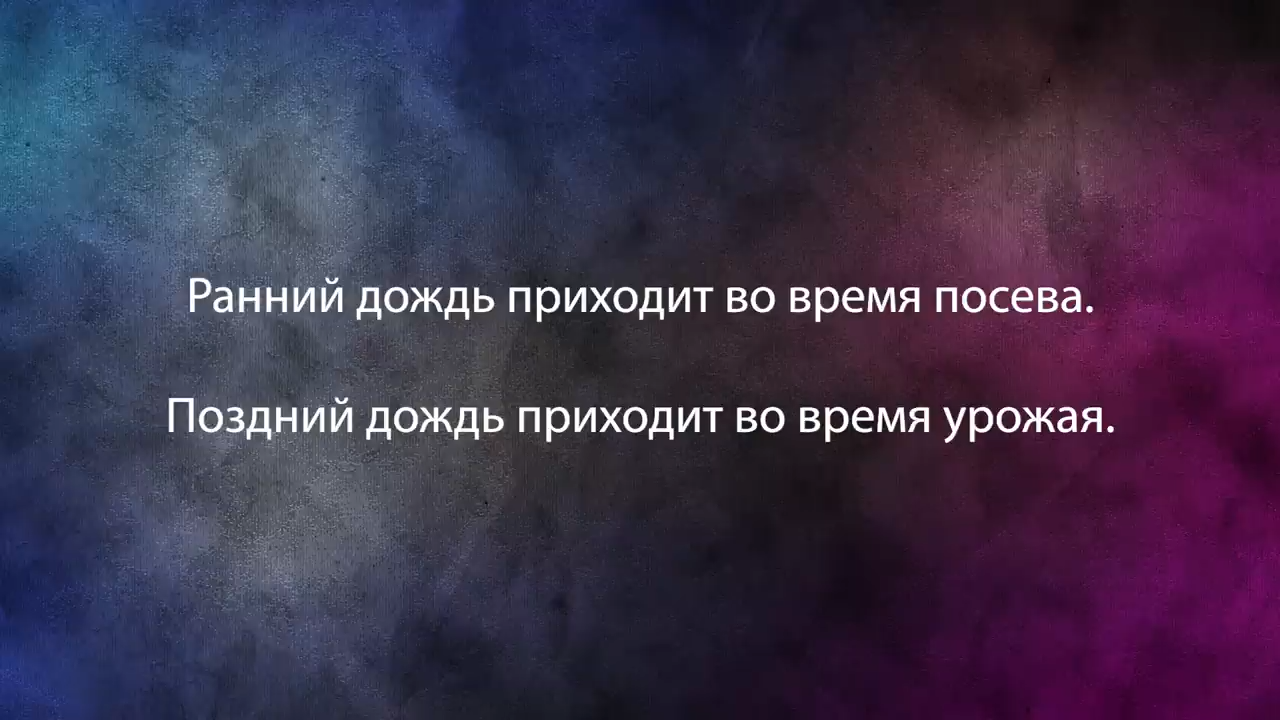 Ранний дождь приходит во время посева.
Поздний дождь приходит во время урожая.